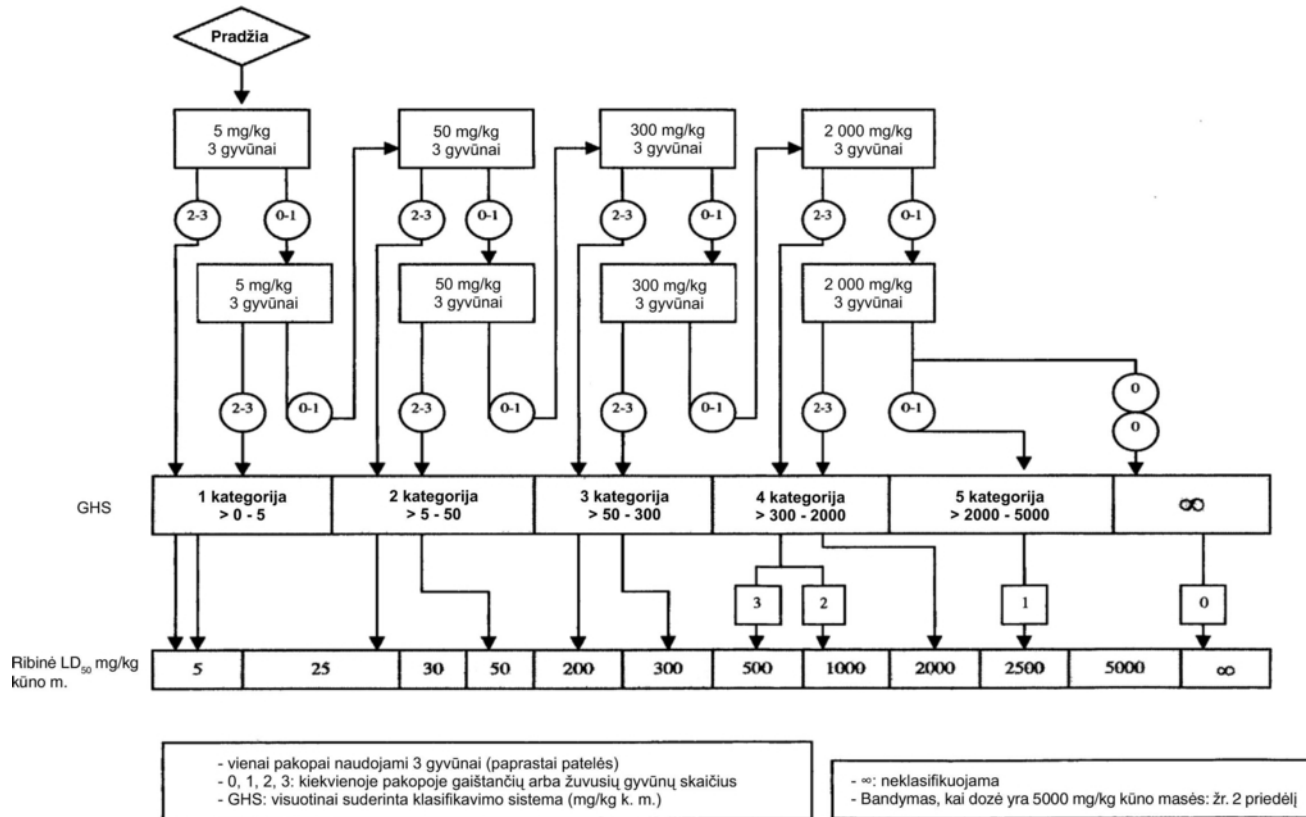 Pradžia
5 mg/kg
3 gyvūnai
50 mg/kg
3 gyvūnai
300 mg/kg
3 gyvūnai
2 000 mg/kg
3 gyvūnai
2-3
0-1
2-3
0-1
2-3
0-1
2-3
0-1
5 mg/kg
3 gyvūnai
50 mg/kg
3 gyvūnai
300 mg/kg
3 gyvūnai
2 000 mg/kg
3 gyvūnai
2-3
0-1
2-3
0-1
2-3
0-1
2-3
0-1
0
0
GHS
1 kategorija
> 0 - 5
2 kategorija
> 5 - 50
3 kategorija
> 50 - 300
4 kategorija
> 300 - 2000
5 kategorija
> 2000 - 5000
∞
3
2
1
0
Ribinė LD50 mg/kg
kūno m.
5
25
30
50
200
300
500
1000
2000
2500
5000
∞
- vienai pakopai naudojami 3 gyvūnai (paprastai patelės)
- 0, 1, 2, 3: kiekvienoje pakopoje gaištančių arba žuvusių gyvūnų skaičius
- GHS: visuotinai suderinta klasifikavimo sistema (mg/kg k. m.)
- ∞: neklasifikuojama
- Bandymas, kai dozė yra 5000 mg/kg kūno masės: žr. 2 priedėlį